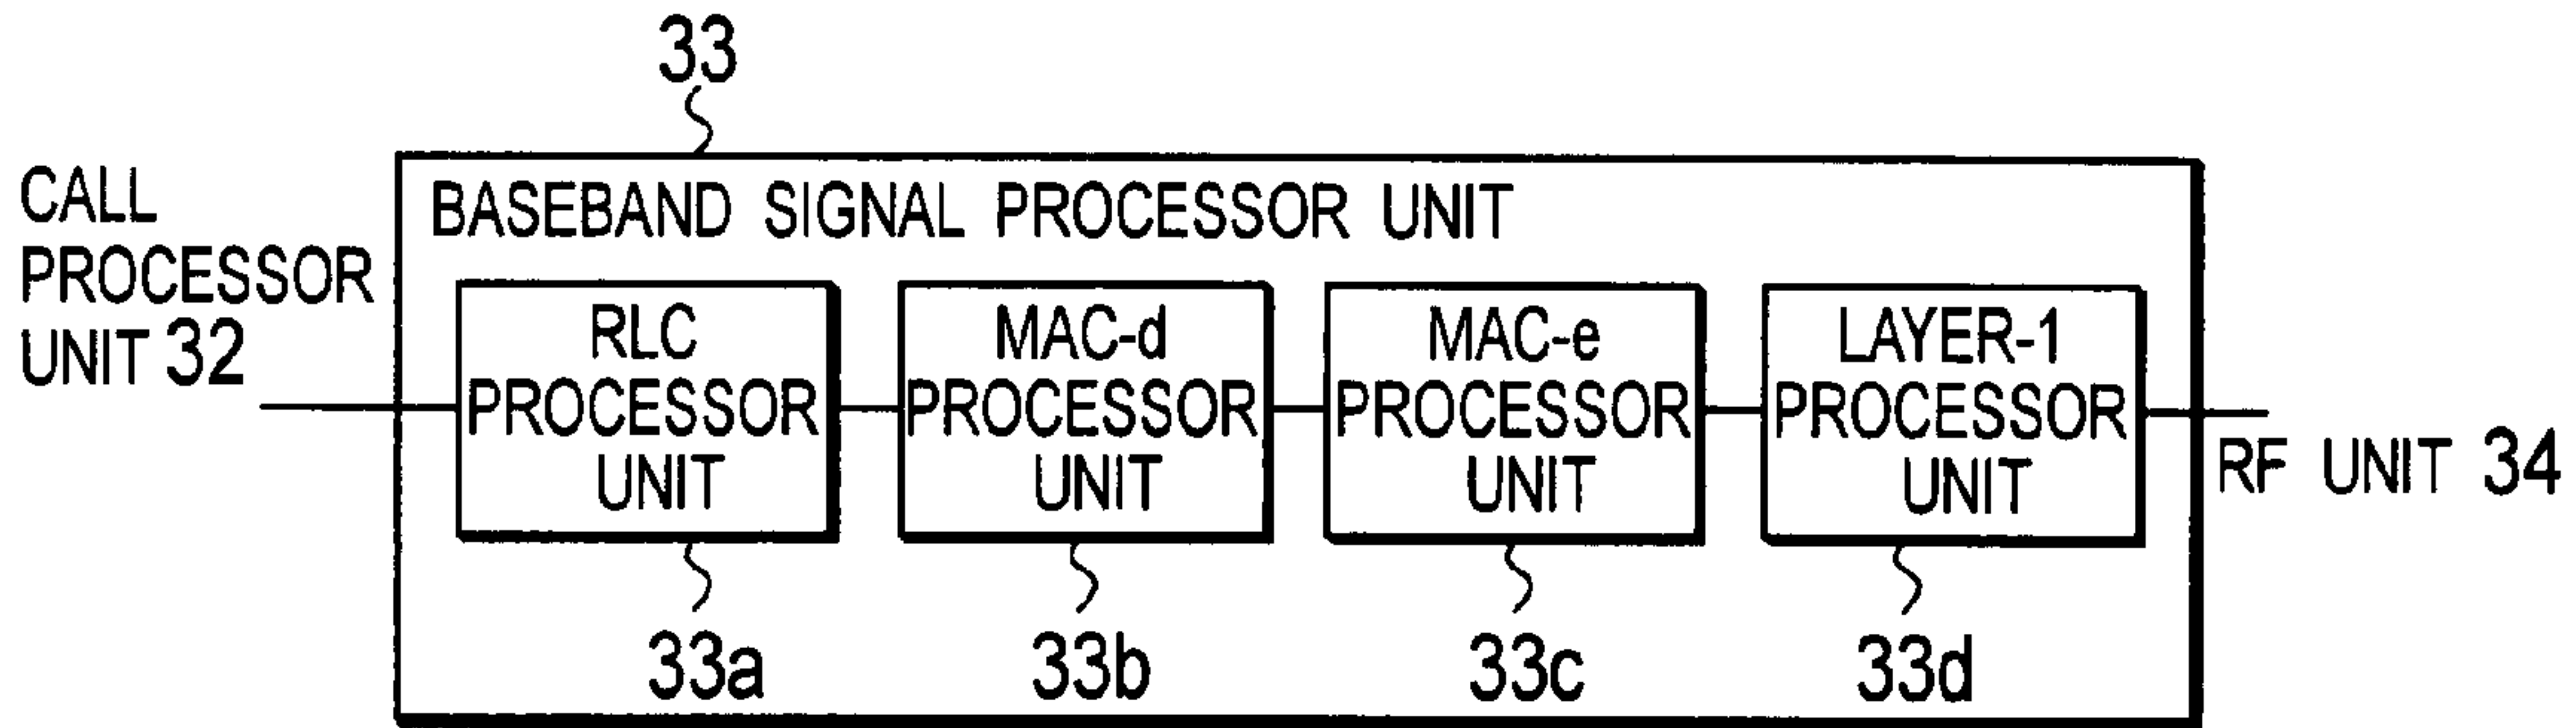 33
CALL
PROCESSOR
UNIT 32
BASEBAND SIGNAL PROCESSOR UNIT
RLC
PROCESSOR
UNIT
MAC-d
PROCESSOR
UNIT
MAC-e
PROCESSOR
UNIT
LAYER-1
PROCESSOR
UNIT
RF UNIT 34
33a
33b
33c
33d